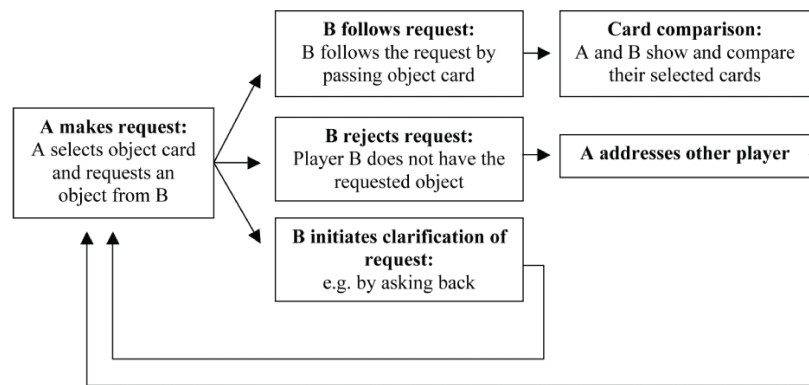 B follows request:
B follows the request by
passing object card
Card comparison:
A and B show and compare
their selected cards
A makes request:
A selects object card
and requests an
object from B
B rejects request:
Player B does not have the
requested object
A addresses other player
B initiates clarification of
request:
e.g. by asking back